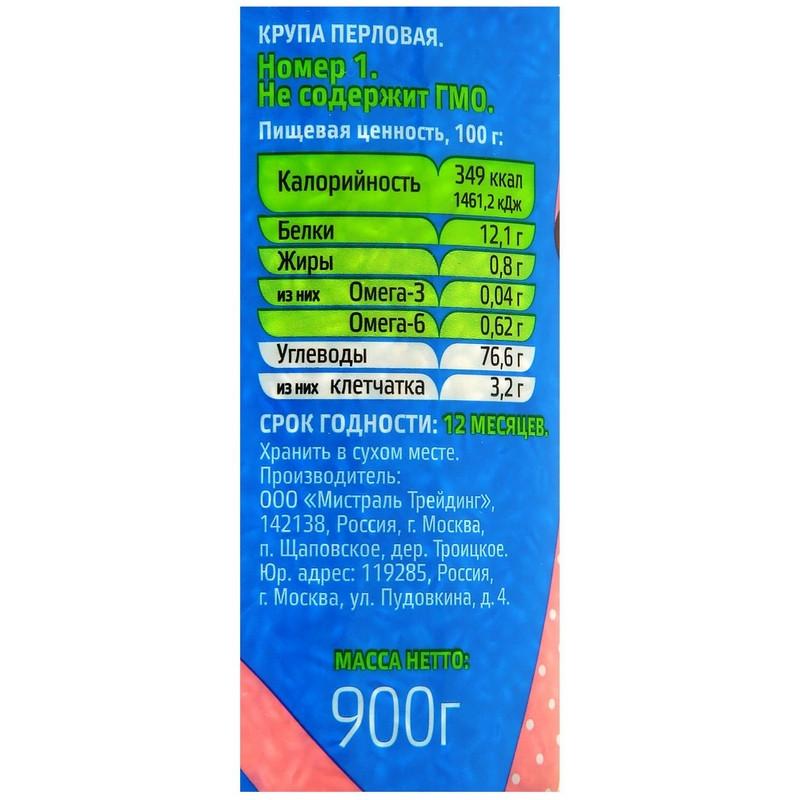 КРУПА ПЕРЛОВАЯ.
Номер 1.
Не содержит ГМО.
Пищевая ценность, 100 г:
Калорийность 349 ккал
1461,2 кДж
Белки 12,1 г
Жиры 0,8 г
из них Омега-3 0,04 г
Омега-6 0,62 г
Углеводы 76,6 г
из них клетчатка 3,2 г
СРОК ГОДНОСТИ: 12 МЕСЯЦЕВ.
Хранить в сухом месте.
Производитель:
ООО «Мистраль Трейдинг»,
142138, Россия, г. Москва,
п. Щаповское, дер. Троицкое.
Юр. адрес: 119285, Россия,
г. Москва, ул. Пудовкина, д. 4.
МАССА НЕТТО:
900г